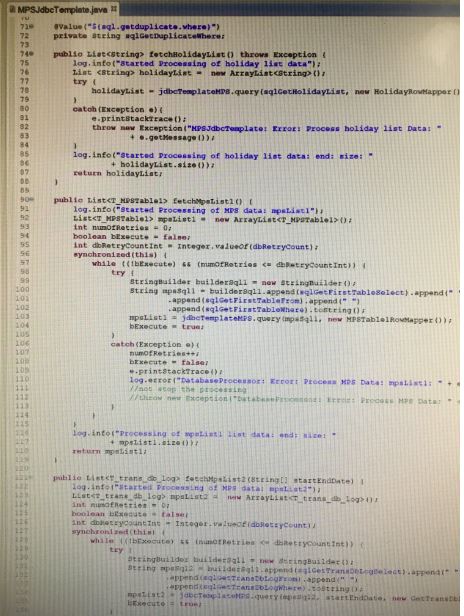 MPSJdbcTemplate.java
70
71 @Value("${sql.getduplicate.where}")
72 private String sqlGetDuplicateWhere;
73
74 public List<String> fetchHolidayList() throws Exception {
75 log.info("Started Processing of holiday list data");
76 List <String> holidayList = new ArrayList<String>();
77 try {
78 holidayList = jdbcTemplateMPS.query(sqlGetHolidayList, new HolidayRowMapper()
79 }
80 catch(Exception e){
81 e.printStackTrace();
82 throw new Exception("MPSJdbcTemplate: Error: Process holiday list Data: "
83 + e.getMessage());
84 }
85 log.info("Started Processing of holiday list data: end: size: "
86 + holidayList.size());
87 return holidayList;
88 }
89
90 public List<T_MPSTable1> fetchMpsList1() {
91 log.info("Started Processing of MPS data: mpsList1");
92 List<T_MPSTable1> mpsList1 = new ArrayList<T_MPSTable1>();
93 int numOfRetries = 0;
94 boolean bExecute = false;
95 int dbRetryCountInt = Integer.valueOf(dbRetryCount);
96 synchronized(this) {
97 while ((!bExecute) && (numOfRetries <= dbRetryCountInt)) {
98 try {
99 StringBuilder builderSql1 = new StringBuilder();
100 String mpsSql1 = builderSql1.append(sqlGetFirstTableSelect).append(" "
101 .append(sqlGetFirstTableFrom).append(" ")
102 .append(sqlGetFirstTableWhere).toString();
103 mpsList1 = jdbcTemplateMPS.query(mpsSql1, new MPSTable1RowMapper());
104 bExecute = true;
105 }
106 catch(Exception e){
107 numOfRetries++;
108 bExecute = false;
109 e.printStackTrace();
110 log.error("DatabaseProcessor: Error: Process MPS Data: mpsList1: " + e
111 //not stop the processing
112 //throw new Exception("DatabaseProcessor: Error: Process MPS Data: " +
113 }
114 }
115 }
116 log.info("Processing of mpsList1 list data: end: size: "
117 + mpsList1.size());
118 return mpsList1;
119 }
120
121 public List<T_trans_db_log> fetchMpsList2(String[] startEndDate) {
122 log.info("Started Processing of MPS data: mpsList2");
123 List<T_trans_db_log> mpsList2 = new ArrayList<T_trans_db_log>();
124 int numOfRetries = 0;
125 boolean bExecute = false;
126 int dbRetryCountInt = Integer.valueOf(dbRetryCount);
127 synchronized(this) {
while ((!bExecute) && (numOfRetries <= dbRetryCountInt)) {
try {
StringBuilder builderSql1 = new StringBuilder();
String mpsSql2 = builderSql1.append(sqlGetTransDbLogSelect).append(" "
.append(sqlGetTransDbLogFrom).append(" ")
.append(sqlGetTransDbLogWhere).toString();
mpsList2 = jdbcTemplateMPS.query(mpsSql2, startEndDate, new GetTransDb
bExecute = true;